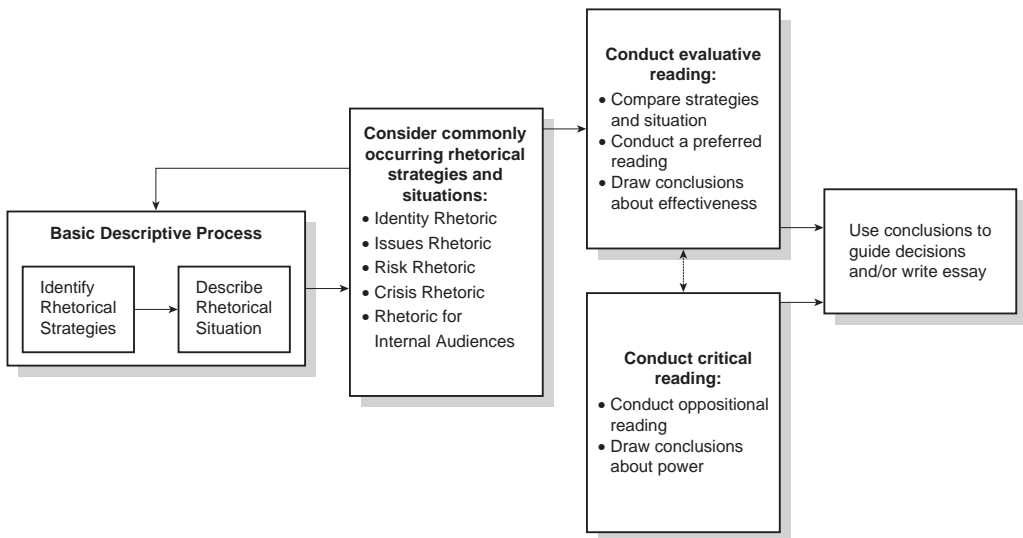 Basic Descriptive Process
Identify
Rhetorical
Strategies
Describe
Rhetorical
Situation
Consider commonly
occurring rhetorical
strategies and
situations:
• Identity Rhetoric
• Issues Rhetoric
• Risk Rhetoric
• Crisis Rhetoric
• Rhetoric for
Internal Audiences
Conduct evaluative
reading:
• Compare strategies
and situation
• Conduct a preferred
reading
• Draw conclusions
about effectiveness
Conduct critical
reading:
• Conduct oppositional
reading
• Draw conclusions
about power
Use conclusions to
guide decisions
and/or write essay